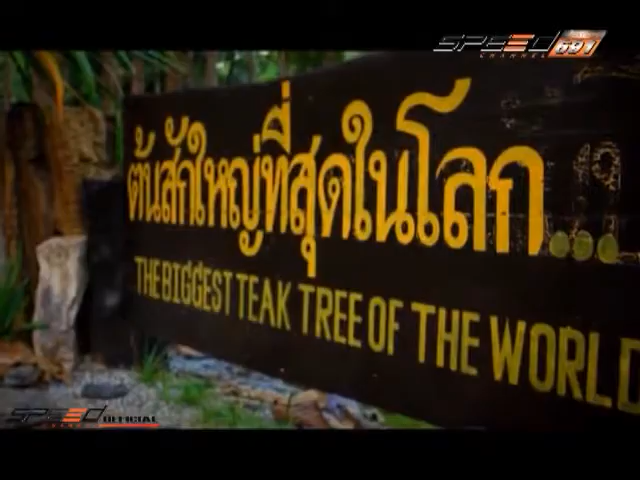 SPEED 691
CHANNEL
ต้นสักใหญ่ที่สุดในโลก...
THE BIGGEST TEAK TREE OF THE WORLD
SPEED OFFICIAL